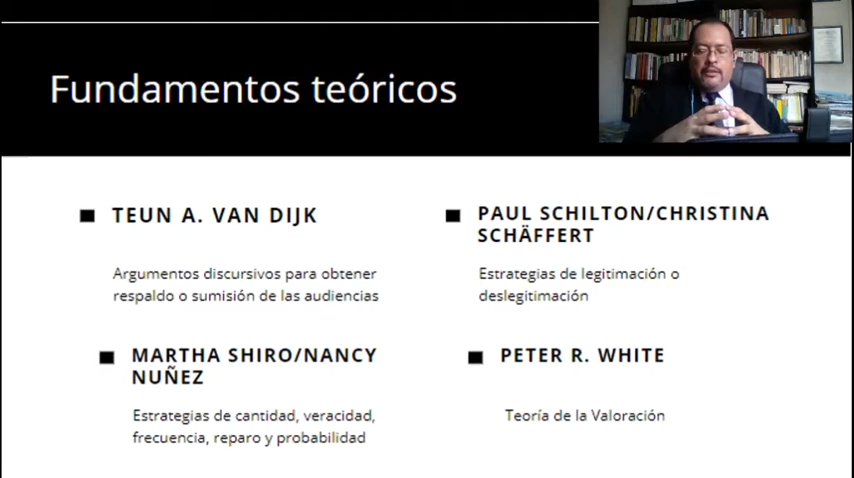 Fundamentos teóricos
TEUN A. VAN DIJK
Argumentos discursivos para obtener
respaldo o sumisión de las audiencias
PAUL SCHILTON/CHRISTINA
SCHÄFFERT
Estrategias de legitimación o
deslegitimación
MARTHA SHIRO/NANCY
NUÑEZ
Estrategias de cantidad, veracidad,
frecuencia, reparo y probabilidad
PETER R. WHITE
Teoría de la Valoración